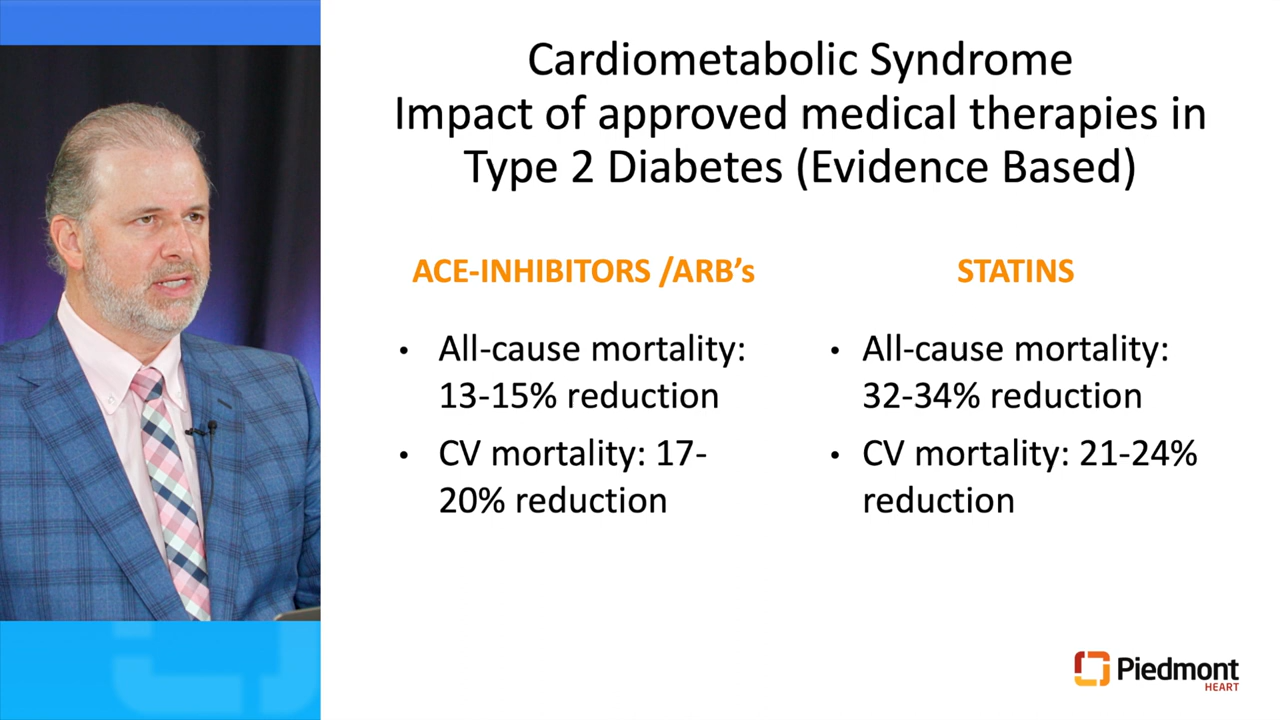 Cardiometabolic Syndrome
Impact of approved medical therapies in
Type 2 Diabetes (Evidence Based)
ACE-INHIBITORS /ARB’s
• All-cause mortality:
13-15% reduction
• CV mortality: 17-
20% reduction
STATINS
• All-cause mortality:
32-34% reduction
• CV mortality: 21-24%
reduction
Piedmont
HEART